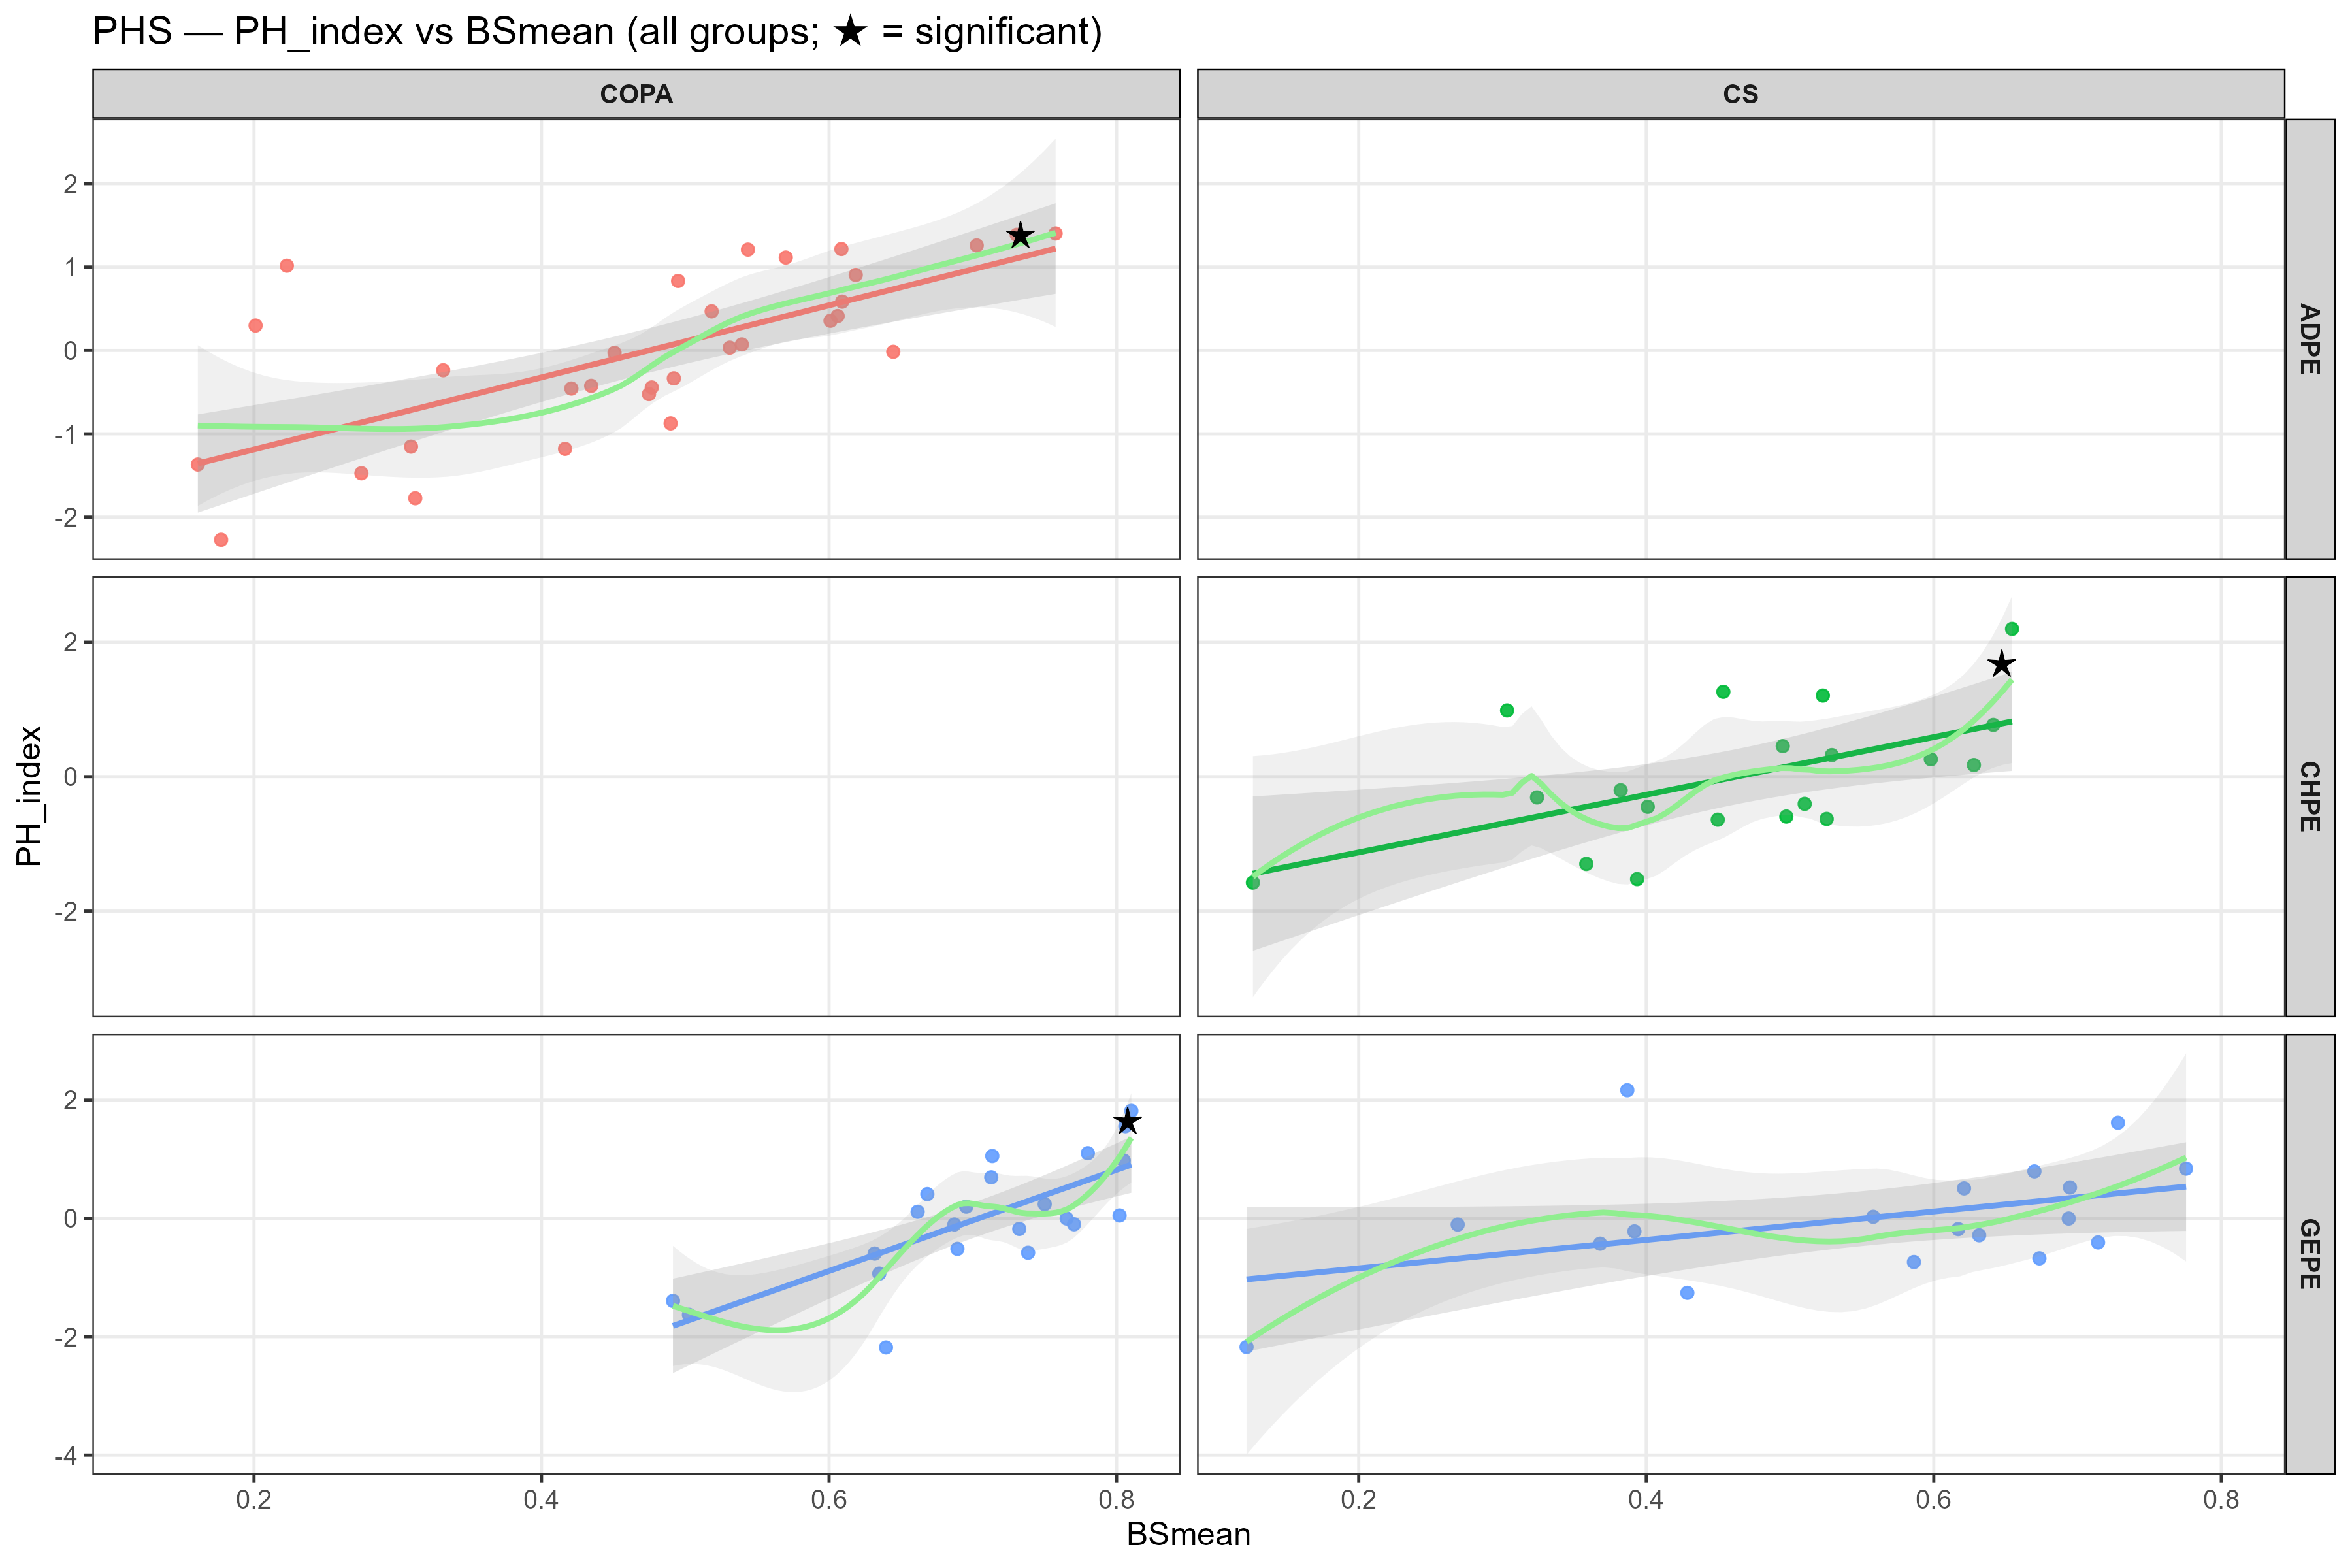 PHS — PH_index vs BSmean (all groups; ★ = significant)
COPA
CS
2
1
0
-1
-2
ADPE
2
0
-2
CHPE
PH_index
2
0
-2
-4
GEPE
0.2
0.4
0.6
0.8
0.2
0.4
0.6
0.8
BSmean